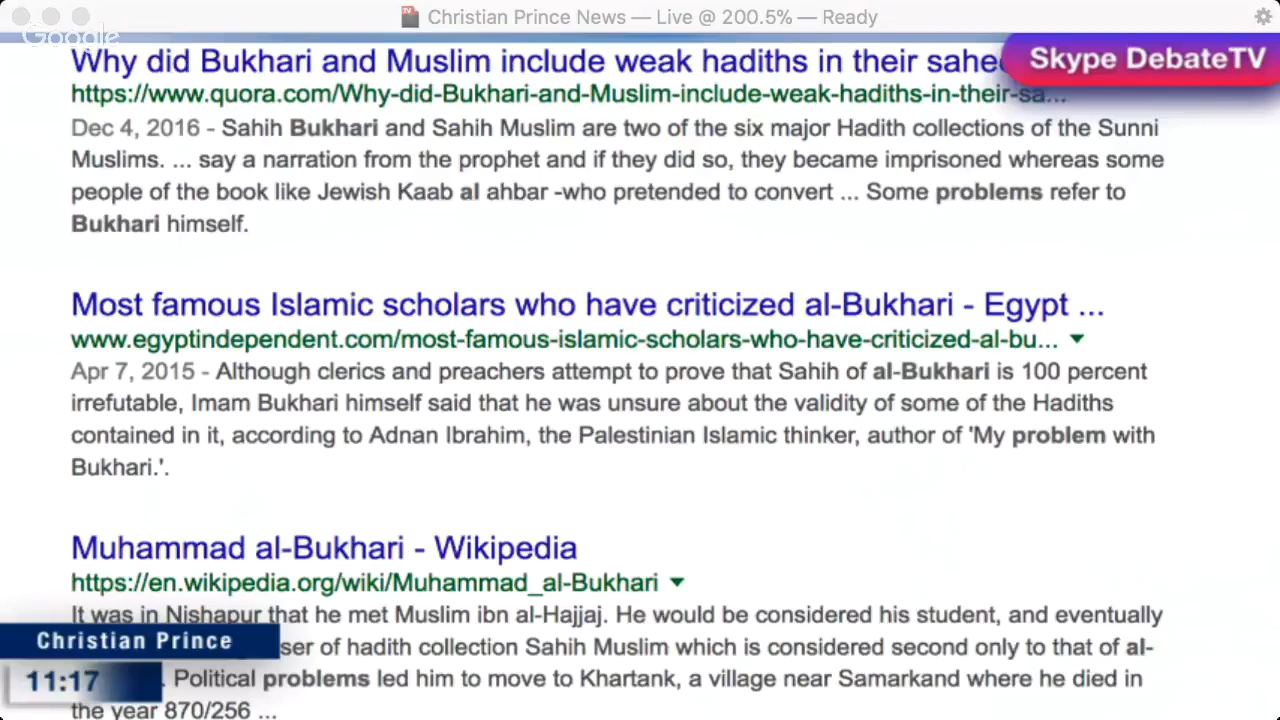 Christian Prince News — Live @ 200.5% — Ready
Google
Skype DebateTV
Why did Bukhari and Muslim include weak hadiths in their sahe
https://www.quora.com/Why-did-Bukhari-and-Muslim-include-weak-hadiths-in-their-sa...
Dec 4, 2016 - Sahih Bukhari and Sahih Muslim are two of the six major Hadith collections of the Sunni
Muslims. ... say a narration from the prophet and if they did so, they became imprisoned whereas some
people of the book like Jewish Kaab al ahbar -who pretended to convert ... Some problems refer to
Bukhari himself.
Most famous Islamic scholars who have criticized al-Bukhari - Egypt ...
www.egyptindependent.com/most-famous-islamic-scholars-who-have-criticized-al-bu...
Apr 7, 2015 - Although clerics and preachers attempt to prove that Sahih of al-Bukhari is 100 percent
irrefutable, Imam Bukhari himself said that he was unsure about the validity of some of the Hadiths
contained in it, according to Adnan Ibrahim, the Palestinian Islamic thinker, author of 'My problem with
Bukhari.'.
Muhammad al-Bukhari - Wikipedia
https://en.wikipedia.org/wiki/Muhammad_al-Bukhari
It was in Nishapur that he met Muslim ibn al-Hajjaj. He would be considered his student, and eventually
ser of hadith collection Sahih Muslim which is considered second only to that of al-
Political problems led him to move to Khartank, a village near Samarkand where he died in
the year 870/256 ...
Christian Prince
11:17